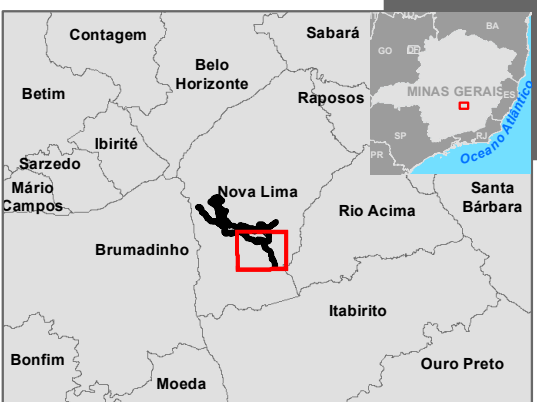 Contagem
Sabará
BA
GO
DF
Belo
Horizonte
Betim
Raposos
MINAS GERAIS
ES
Ibirité
SP
RJ
Oceano Atlântico
PR
Sarzedo
Mário
Campos
Nova Lima
Santa
Bárbara
Rio Acima
Brumadinho
Itabirito
Bonfim
Ouro Preto
Moeda